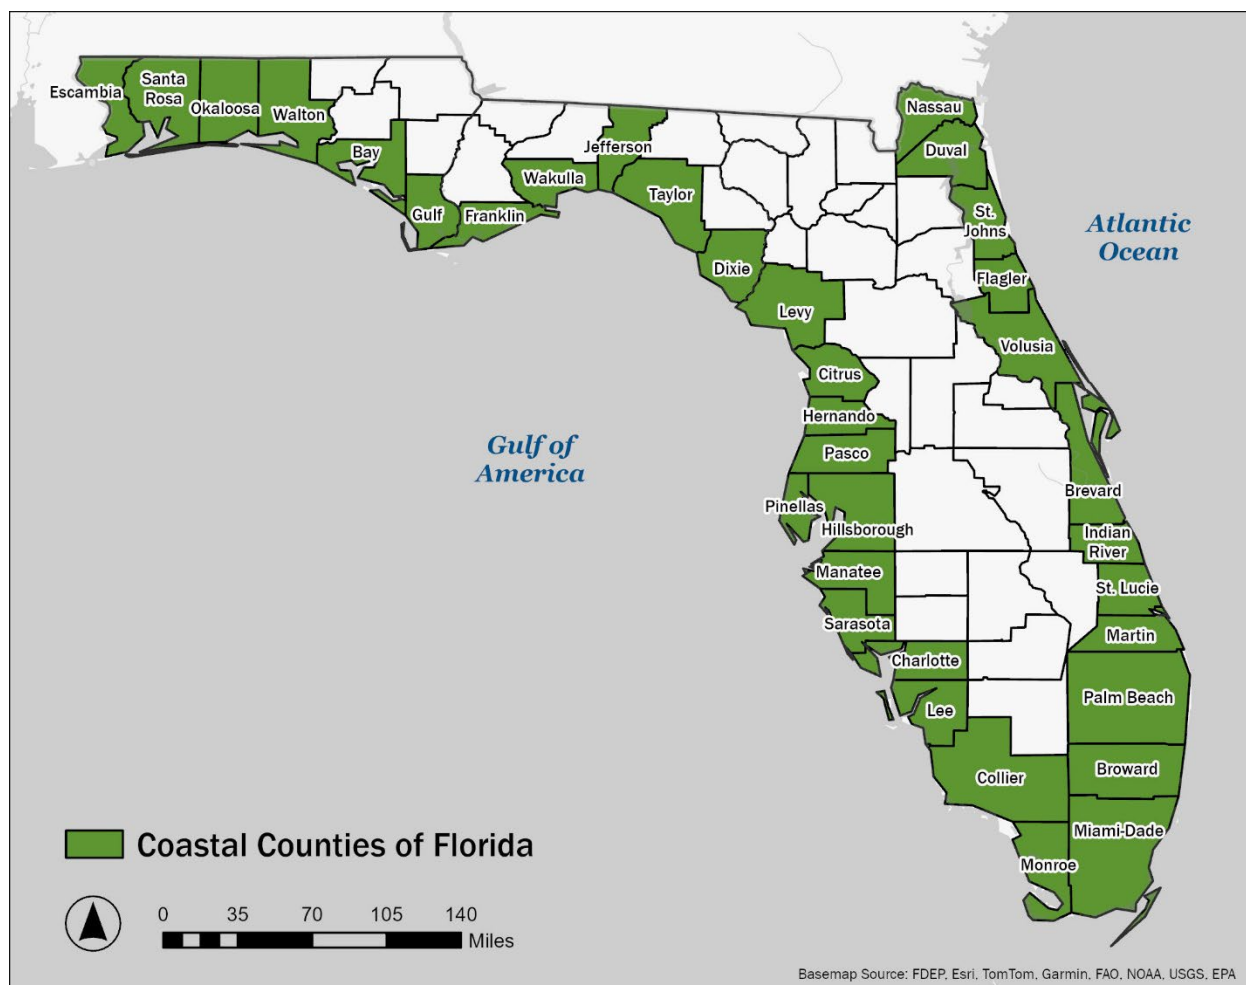 Escambia
Santa
Rosa
Okaloosa
Walton
Bay
Gulf
Franklin
Wakulla
Jefferson
Taylor
Dixie
Levy
Citrus
Hernando
Pasco
Pinellas
Hillsborough
Manatee
Sarasota
Charlotte
Lee
Collier
Monroe
Nassau
Duval
St.
Johns
Flagler
Volusia
Brevard
Indian
River
St. Lucie
Martin
Palm Beach
Broward
Miami-Dade
Atlantic
Ocean
Gulf of
America
Coastal Counties of Florida
0 35 70 105 140
Miles
Basemap Source: FDEP, Esri, TomTom, Garmin, FAO, NOAA, USGS, EPA